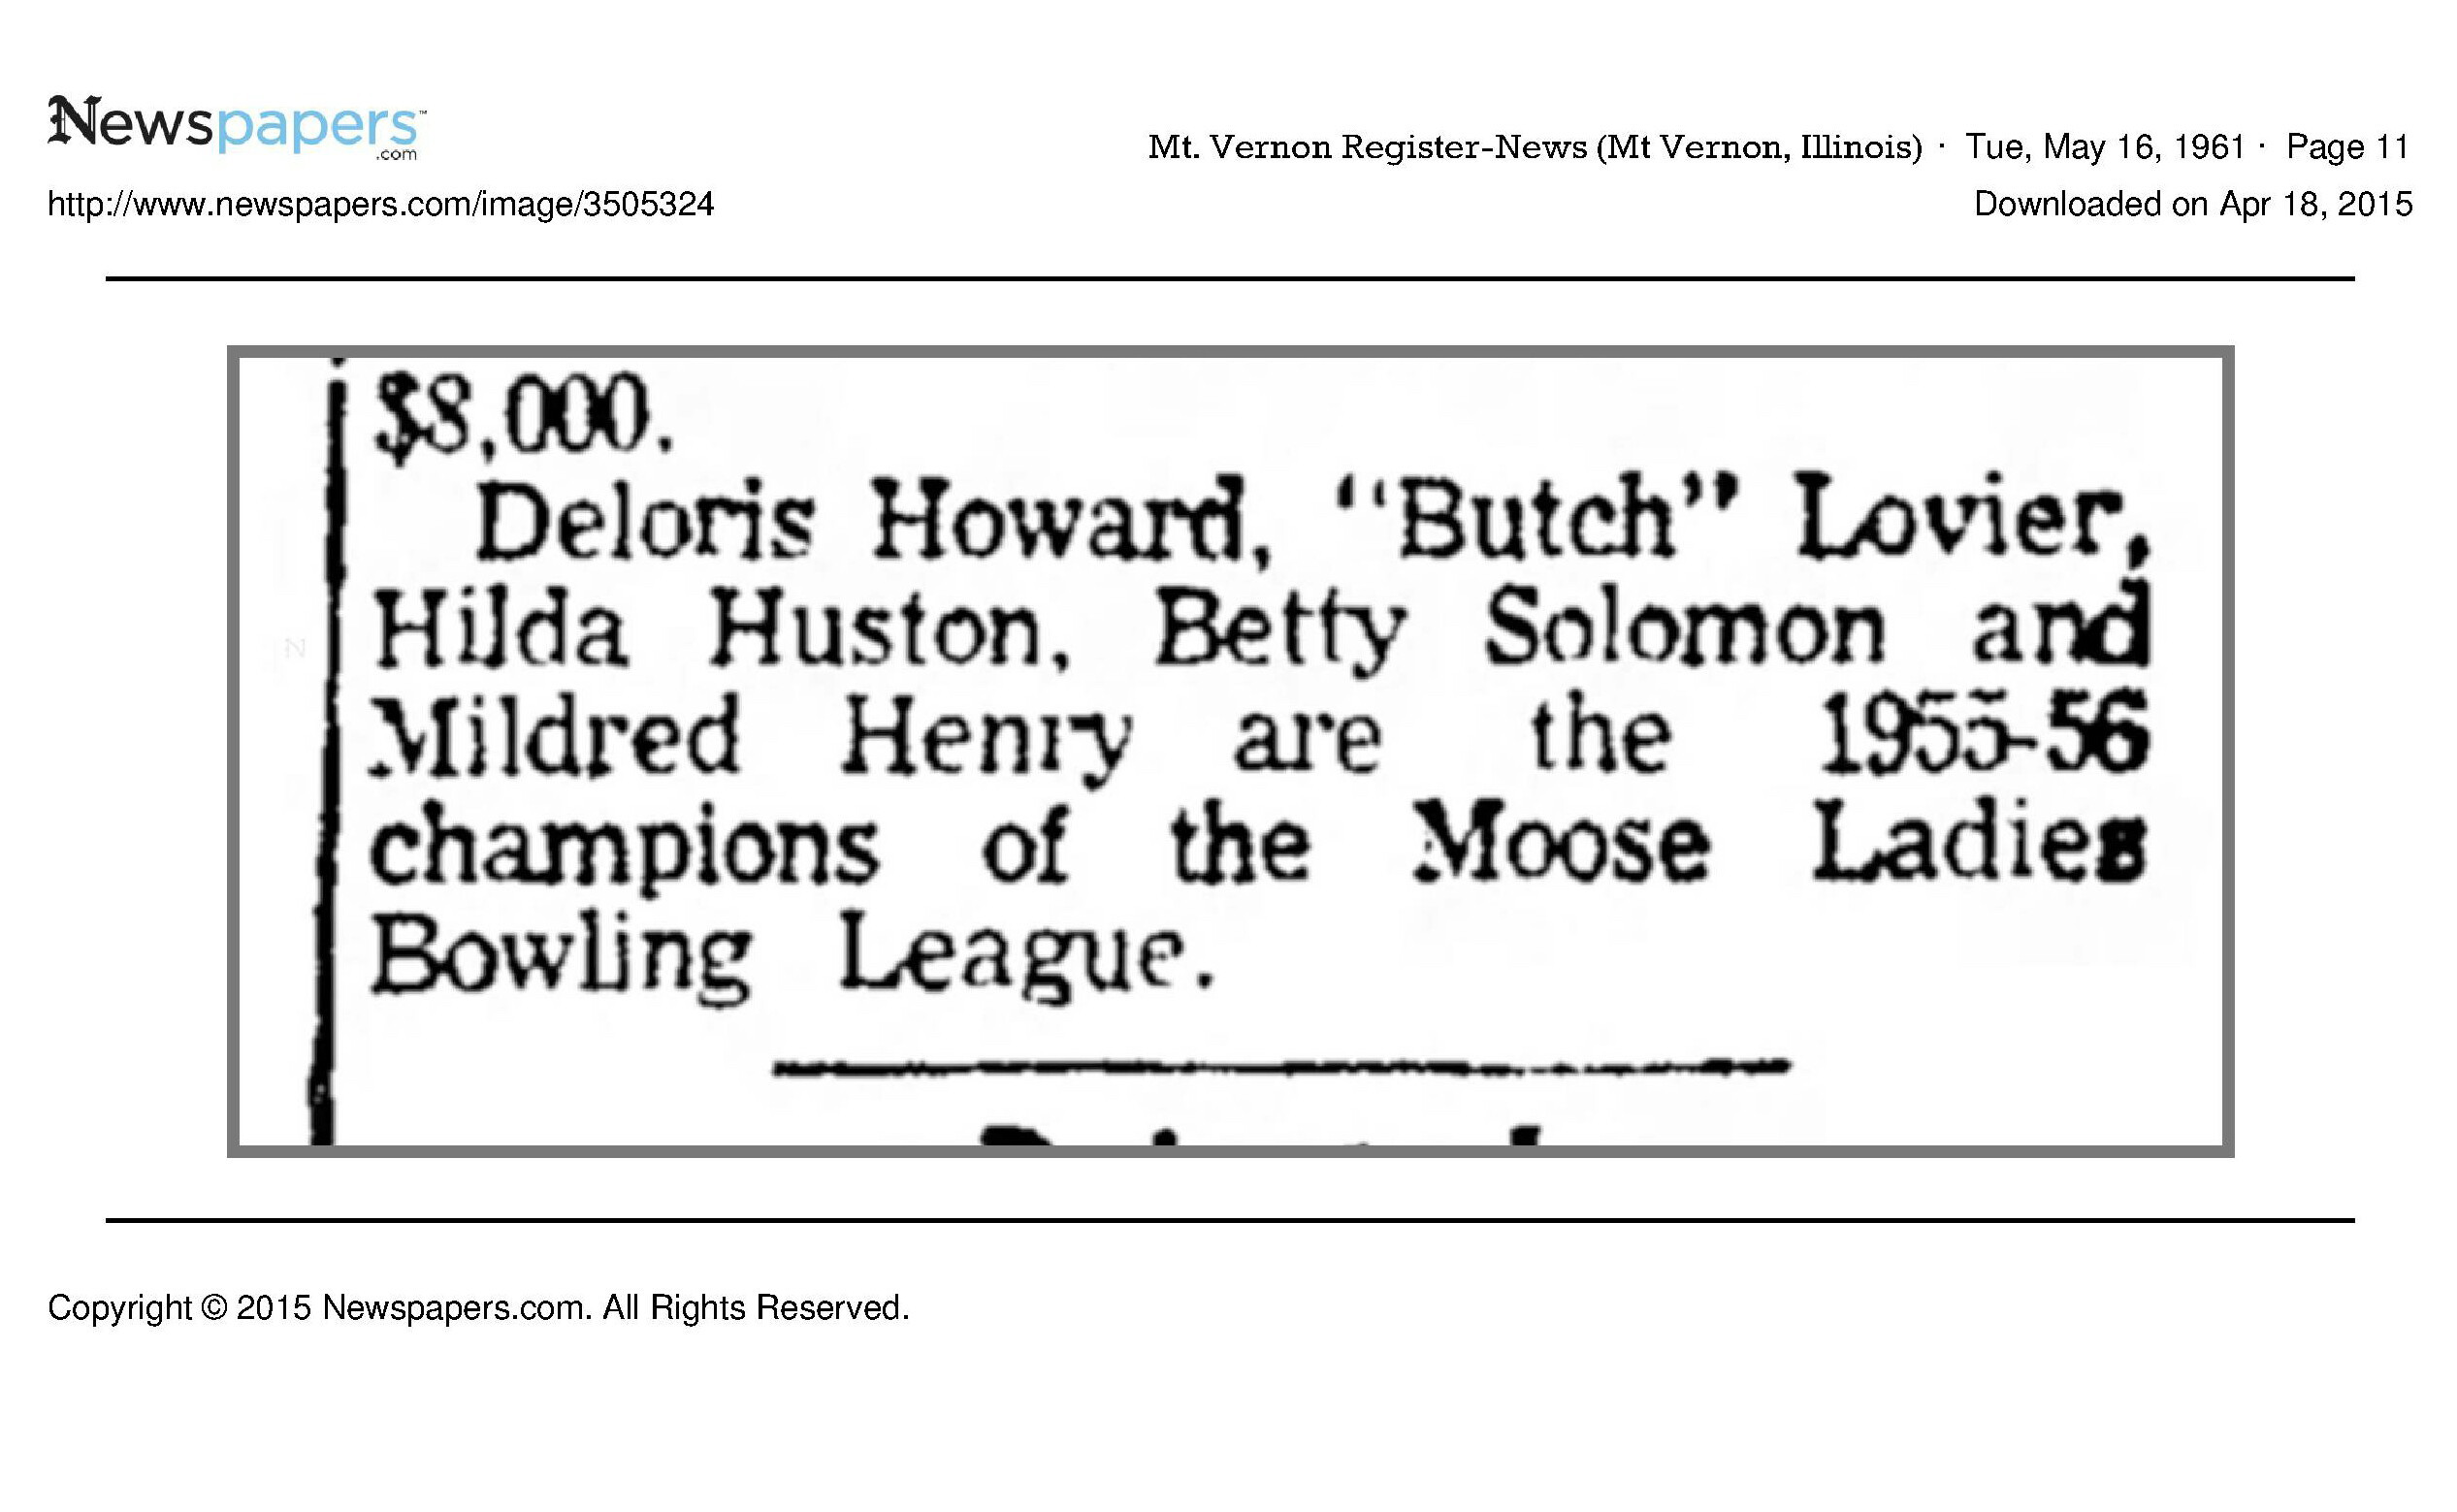 Newspapers™
.com
Mt. Vernon Register-News (Mt Vernon, Illinois) · Tue, May 16, 1961 · Page 11
http://www.newspapers.com/image/3505324
Downloaded on Apr 18, 2015
$8,000.
Deloris Howard, "Butch" Lovier,
Hilda Huston, Betty Solomon and
Mildred Henry are the 1955-56
champions of the Moose Ladies
Bowling League.
Copyright © 2015 Newspapers.com. All Rights Reserved.